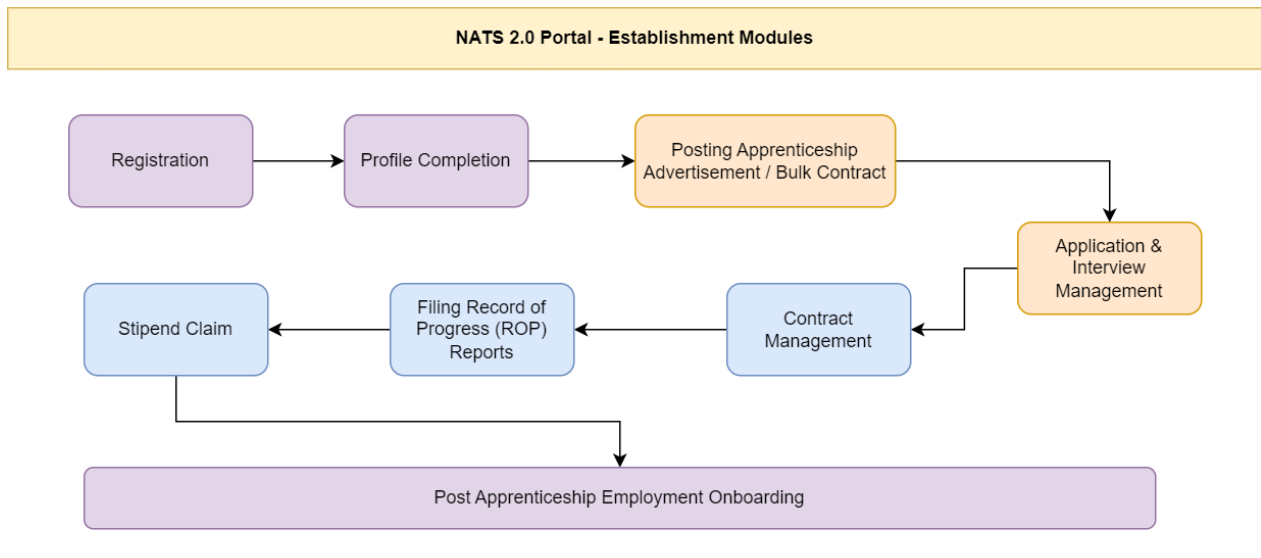 NATS 2.0 Portal - Establishment Modules
Registration
Profile Completion
Posting Apprenticeship
Advertisement / Bulk Contract
Application &
Interview
Management
Contract
Management
Filing Record of
Progress (ROP)
Reports
Stipend Claim
Post Apprenticeship Employment Onboarding